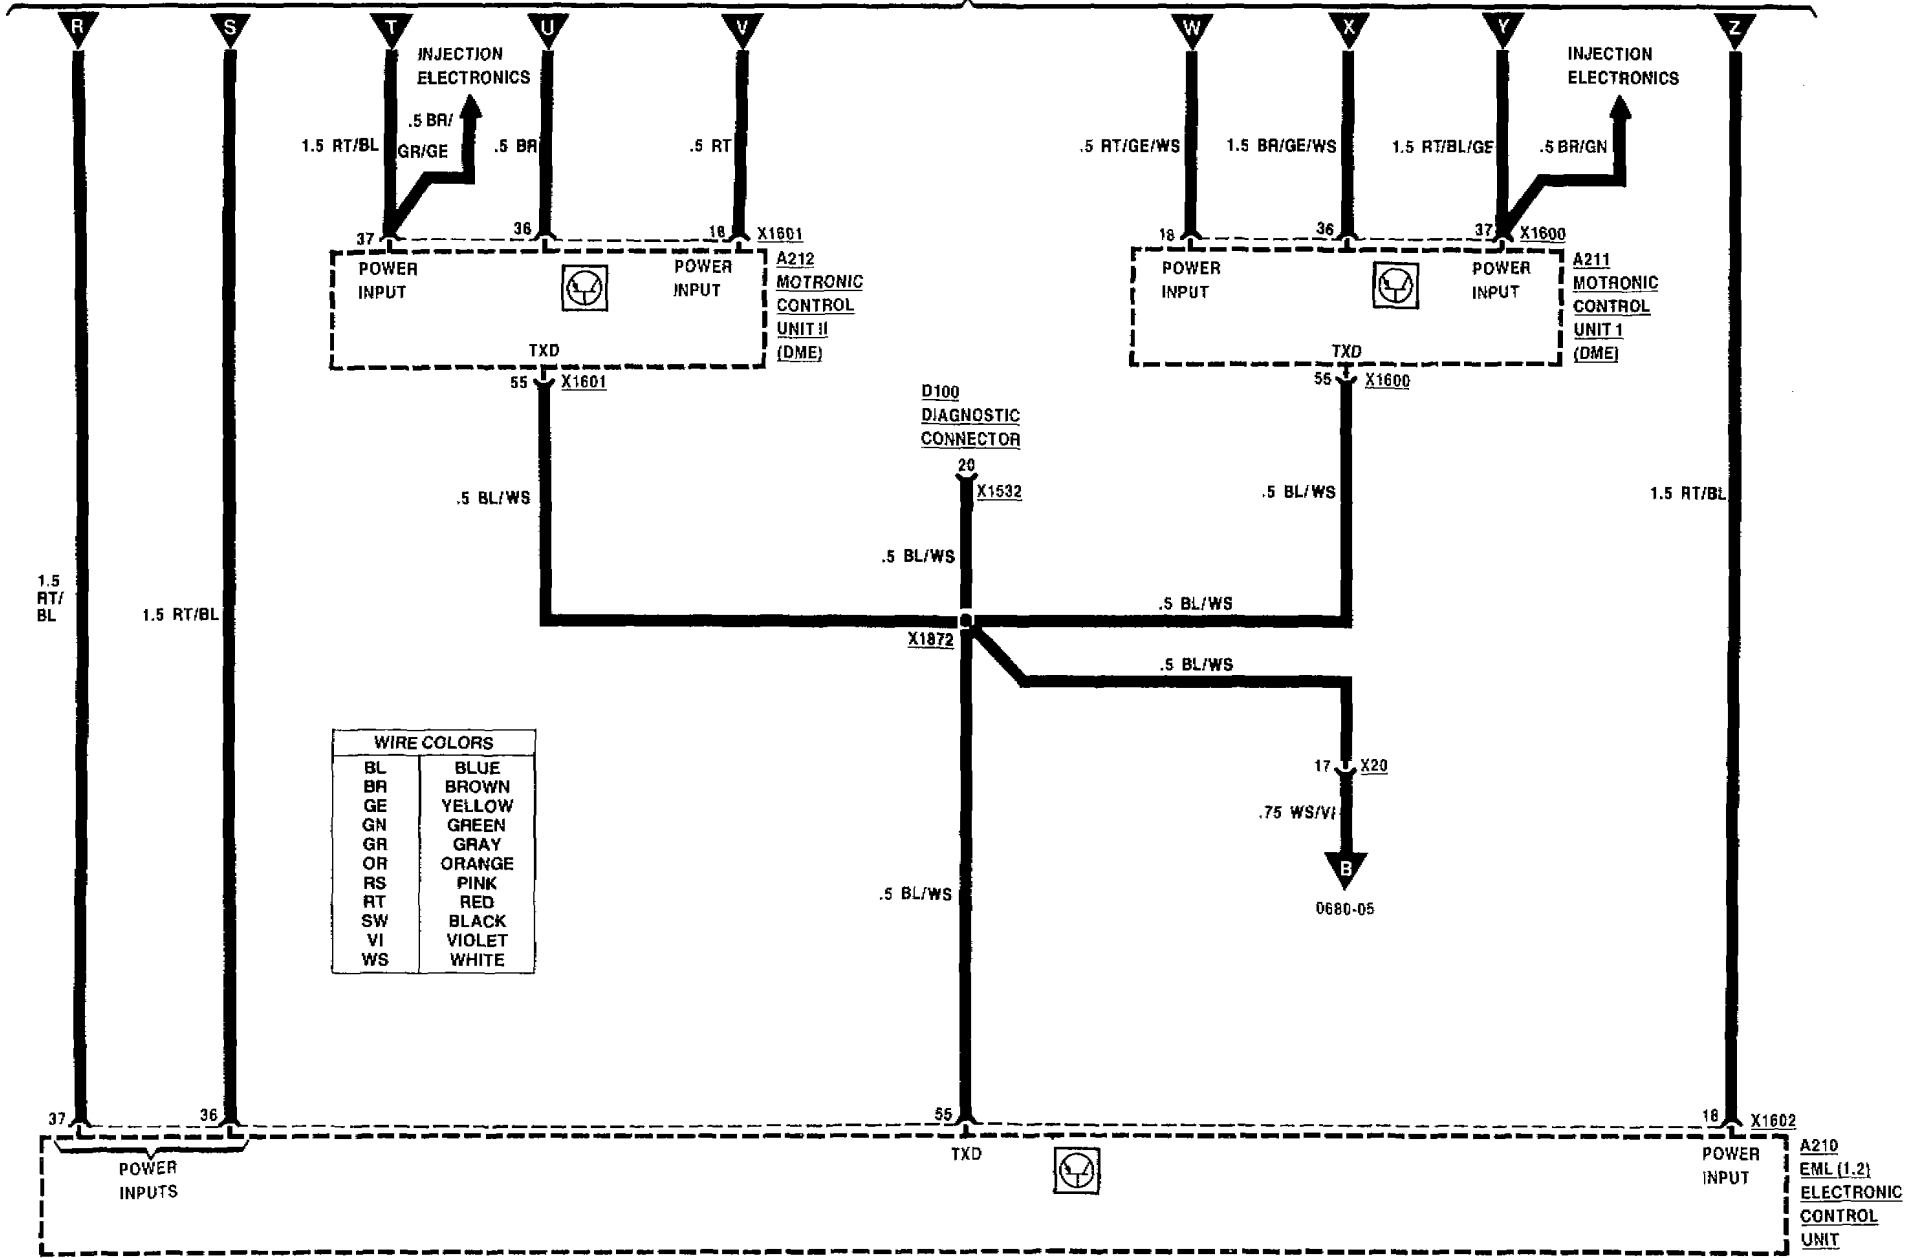 R S T U V W X Y Z
INJECTION
ELECTRONICS
INJECTION
ELECTRONICS
1.5 RT/BL
.5 BR/
GR/GE
.5 BR
.5 RT
.5 RT/GE/WS
1.5 BR/GE/WS
1.5 RT/BL/GE
.5 BR/GN
37
36
18
X1601
18
36
37
X1600
POWER
INPUT
POWER
INPUT
TXD
A212
MOTRONIC
CONTROL
UNIT II
(DME)
POWER
INPUT
POWER
INPUT
TXD
A211
MOTRONIC
CONTROL
UNIT 1
(DME)
55
X1601
55
X1600
D100
DIAGNOSTIC
CONNECTOR
20
X1532
.5 BL/WS
.5 BL/WS
1.5 RT/BL
.5 BL/WS
1.5
RT/
BL
1.5 RT/BL
.5 BL/WS
X1872
.5 BL/WS
WIRE COLORS
BL BLUE
BR BROWN
GE YELLOW
GN GREEN
GR GRAY
OR ORANGE
RS PINK
RT RED
SW BLACK
VI VIOLET
WS WHITE
17
X20
.75 WS/VI
B
0680-05
.5 BL/WS
37
36
55
18
X1602
POWER
INPUTS
TXD
POWER
INPUT
A210
EML (1.2)
ELECTRONIC
CONTROL
UNIT